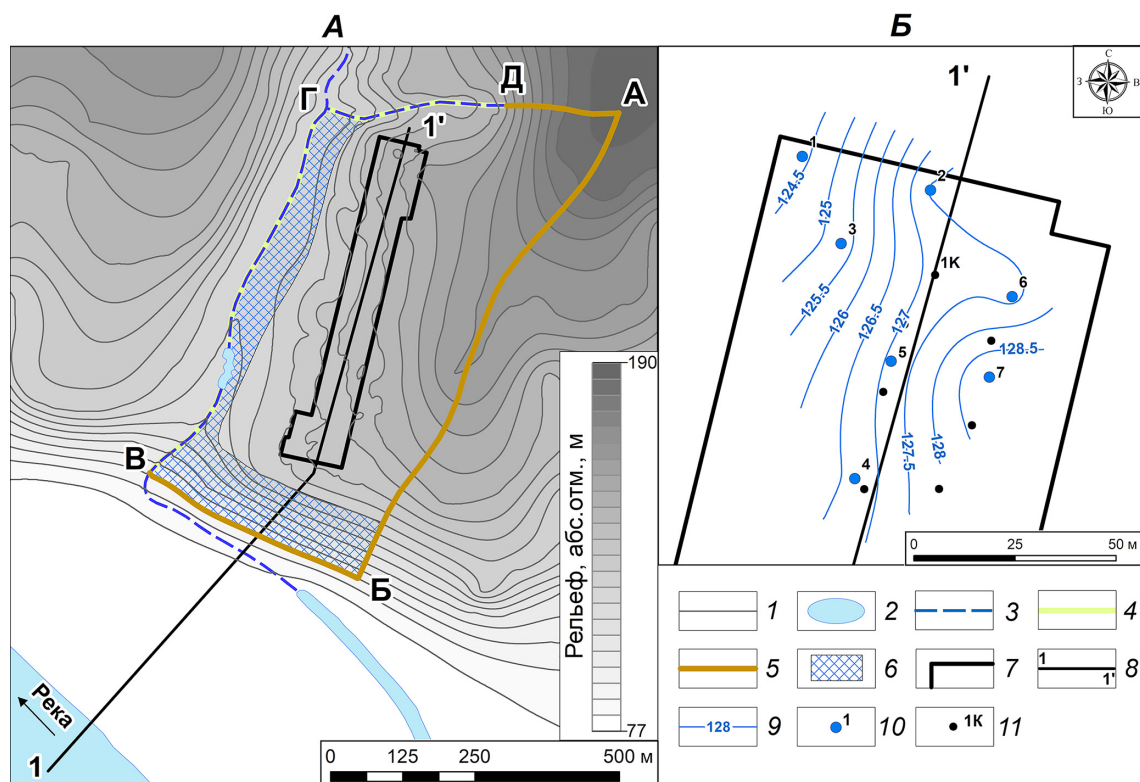 А
Б
Д
А
Г
1'
В
Б
Река
1
Рельеф, абс.отм., м
190
77
0 125 250 500 м
С
З В
Ю
1'
1
2
124.5
125
3
1К
125.5
126
126.5
127
6
5
128.5
7
4
128
127.5
0 25 50 м
1 2 3 4
5 6 7 1 1' 8
128 9 1 10 1К 11